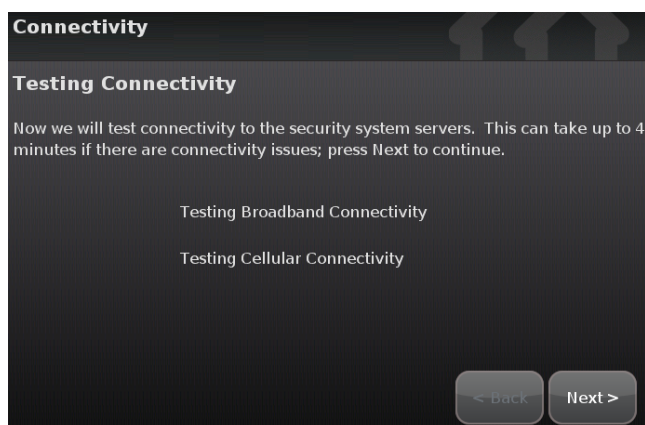 Connectivity
Testing Connectivity
Now we will test connectivity to the security system servers.  This can take up to 4
minutes if there are connectivity issues; press Next to continue.
Testing Broadband Connectivity
Testing Cellular Connectivity
< Back
Next >